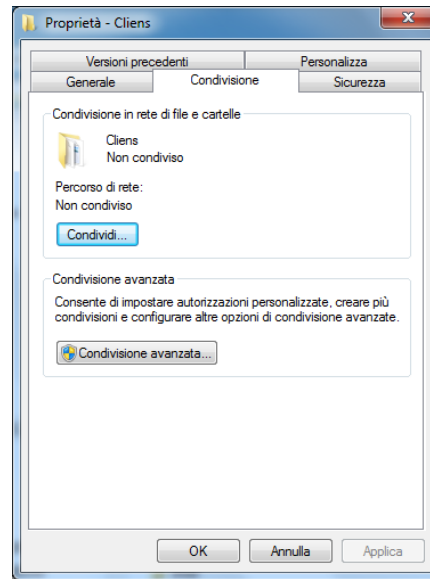 Proprietà - Cliens
Versioni precedenti
Personalizza
Generale
Condivisione
Sicurezza
Condivisione in rete di file e cartelle
Cliens
Non condiviso
Percorso di rete:
Non condiviso
Condividi...
Condivisione avanzata
Consente di impostare autorizzazioni personalizzate, creare più
condivisioni e configurare altre opzioni di condivisione avanzate.
Condivisione avanzata...
OK
Annulla
Applica